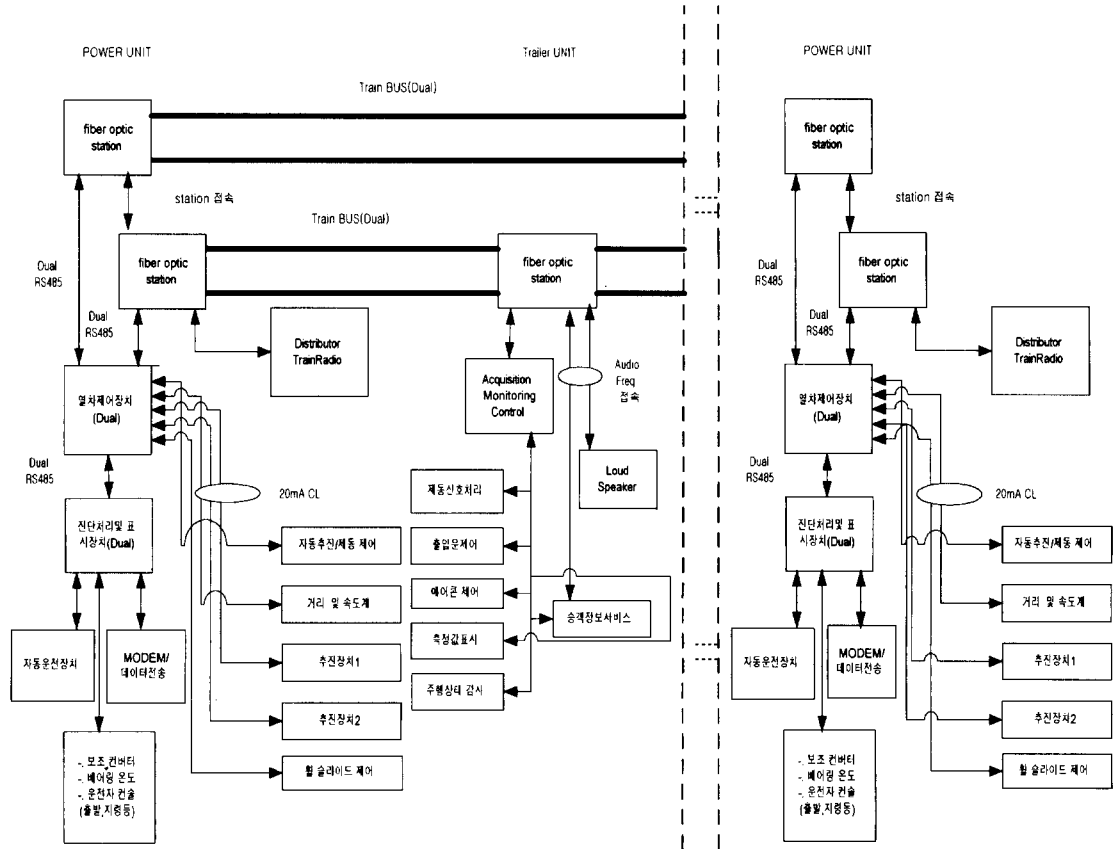 POWER UNIT
Trailer UNIT
POWER UNIT
Train BUS(Dual)
fiber optic
station
fiber optic
station
station 접속
station 접속
Train BUS(Dual)
fiber optic
station
fiber optic
station
fiber optic
station
Dual
RS485
Dual
RS485
Dual
RS485
Dual
RS485
Distributor
TrainRadio
Distributor
TrainRadio
Audio
Freq
접속
열차제어장치
(Dual)
Acquisition
Monitoring
Control
열차제어장치
(Dual)
Dual
RS485
Dual
RS485
Loud
Speaker
20mA CL
20mA CL
제동신호처리
진단처리및 표
시장치(Dual)
진단처리및 표
시장치(Dual)
자동추진/제동 제어
출입문제어
자동추진/제동 제어
에어콘 제어
거리 및 속도계
승객정보서비스
거리 및 속도계
측정값표시
자동운전장치
MODEM/
데이터전송
추진장치1
자동운전장치
MODEM/
데이터전송
추진장치1
주행상태 감시
추진장치2
추진장치2
-. 보조 컨버터
-. 베어링 온도
-. 운전자 컨솔
(출발,지령등)
휠 슬라이드 제어
-. 보조 컨버터
-. 베어링 온도
-. 운전자 컨솔
(출발,지령등)
휠 슬라이드 제어